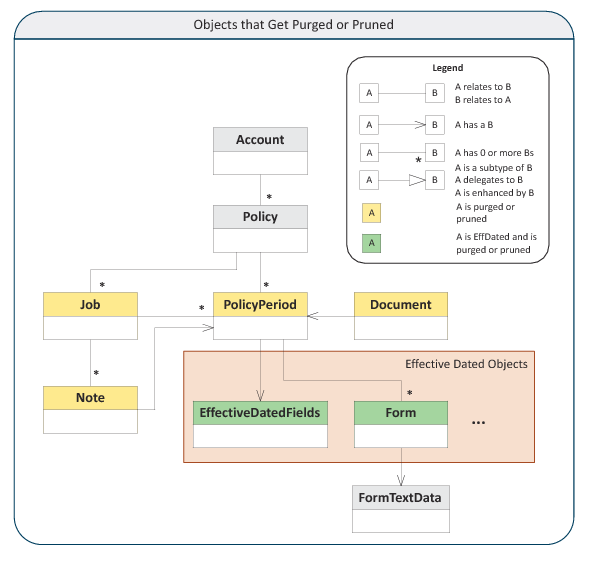 Objects that Get Purged or Pruned
Legend
A B A relates to B
B relates to A
A B A has a B
A B A has 0 or more Bs
*
A is a subtype of B
A B A delegates to B
A is enhanced by B
A A is purged or
pruned
A A is EffDated and is
purged or pruned
Account
*
Policy
* *
Job * PolicyPeriod Document
*
Note
Effective Dated Objects
*
EffectiveDatedFields Form ...
FormTextData